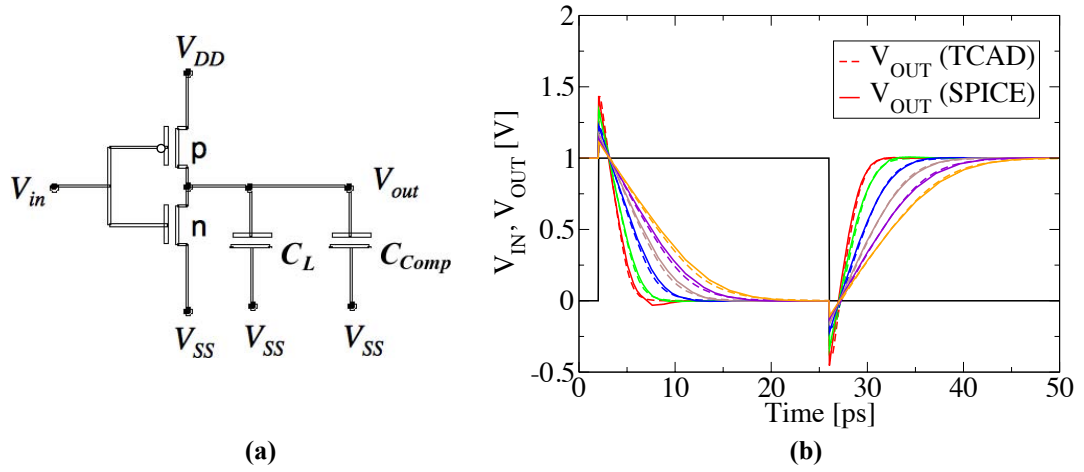 V_DD
p
V_in
V_out
n
C_L
C_Comp
V_SS
V_SS
V_SS
(a)
2
1.5
1
0.5
0
-0.5
V_IN, V_OUT [V]
V_OUT (TCAD)
V_OUT (SPICE)
0
10
20
30
40
50
Time [ps]
(b)